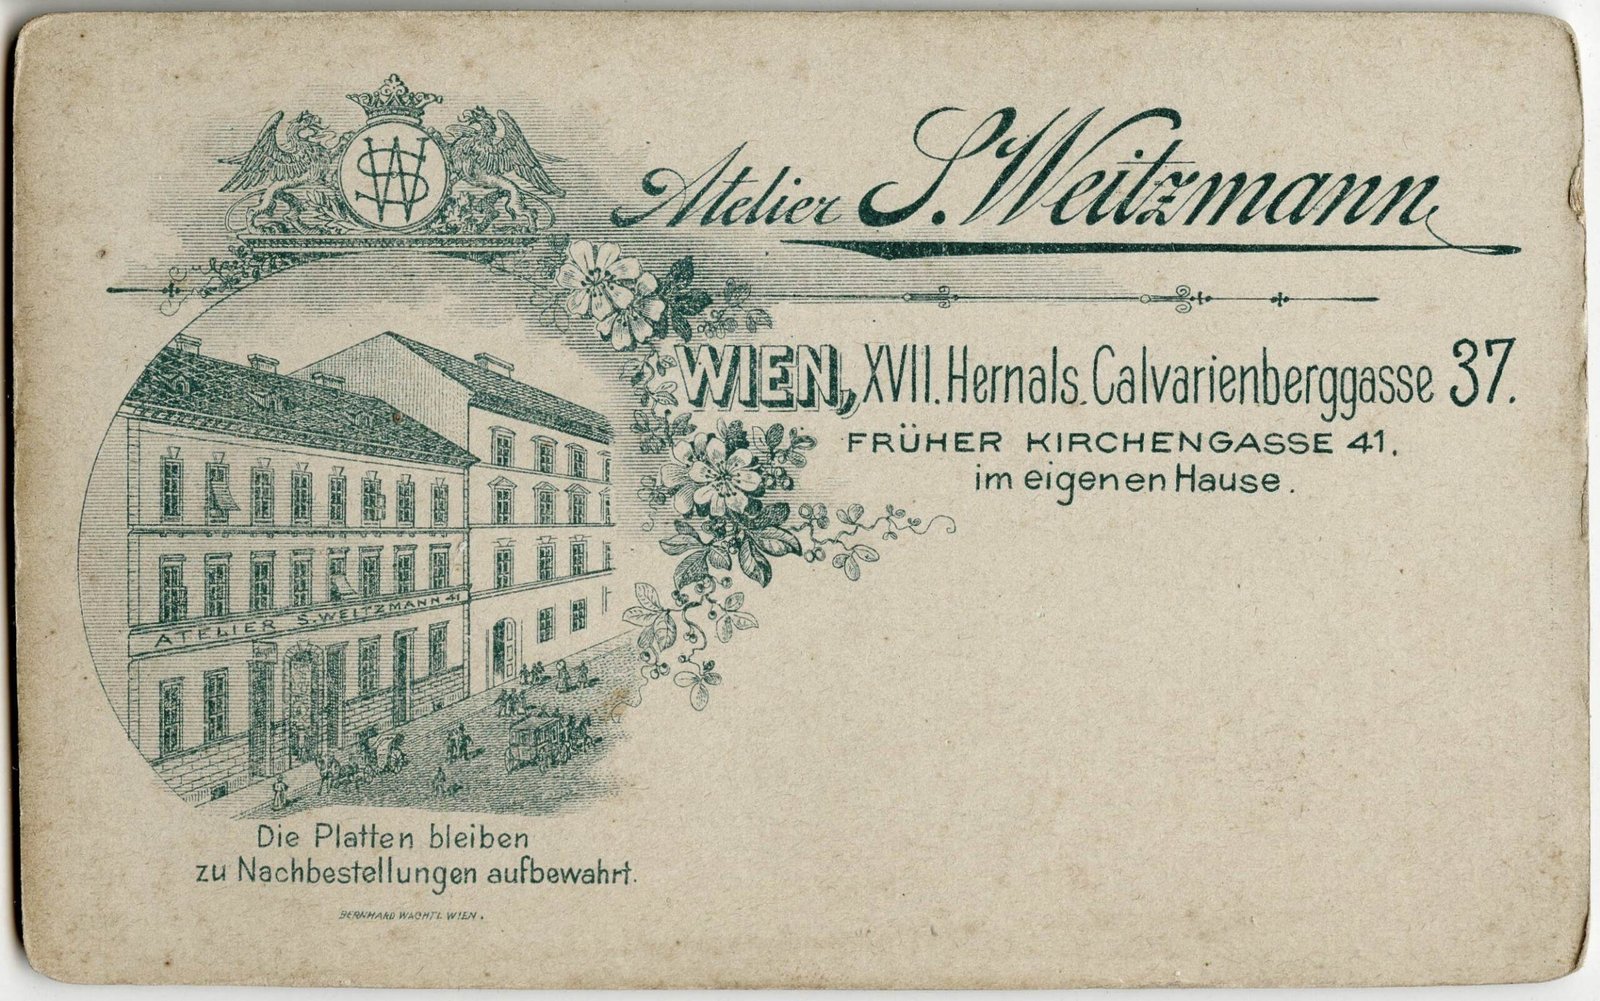 SW
Atelier S. Weitzmann
WIEN, XVII. Hernals. Calvarienberggasse 37.
FRÜHER KIRCHENGASSE 41.
im eigenen Hause.
ATELIER S. WEITZMANN 41
Die Platten bleiben
zu Nachbestellungen aufbewahrt.
BERNHARD WACHTL WIEN.